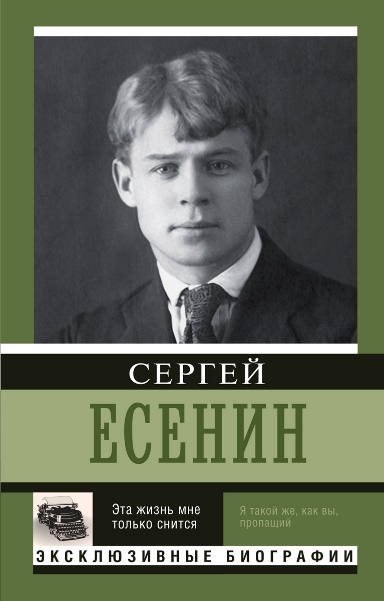 СЕРГЕЙ
ЕСЕНИН
Эта жизнь мне
только снится
Я такой же, как вы,
пропащий
ЭКСКЛЮЗИВНЫЕ БИОГРАФИИ